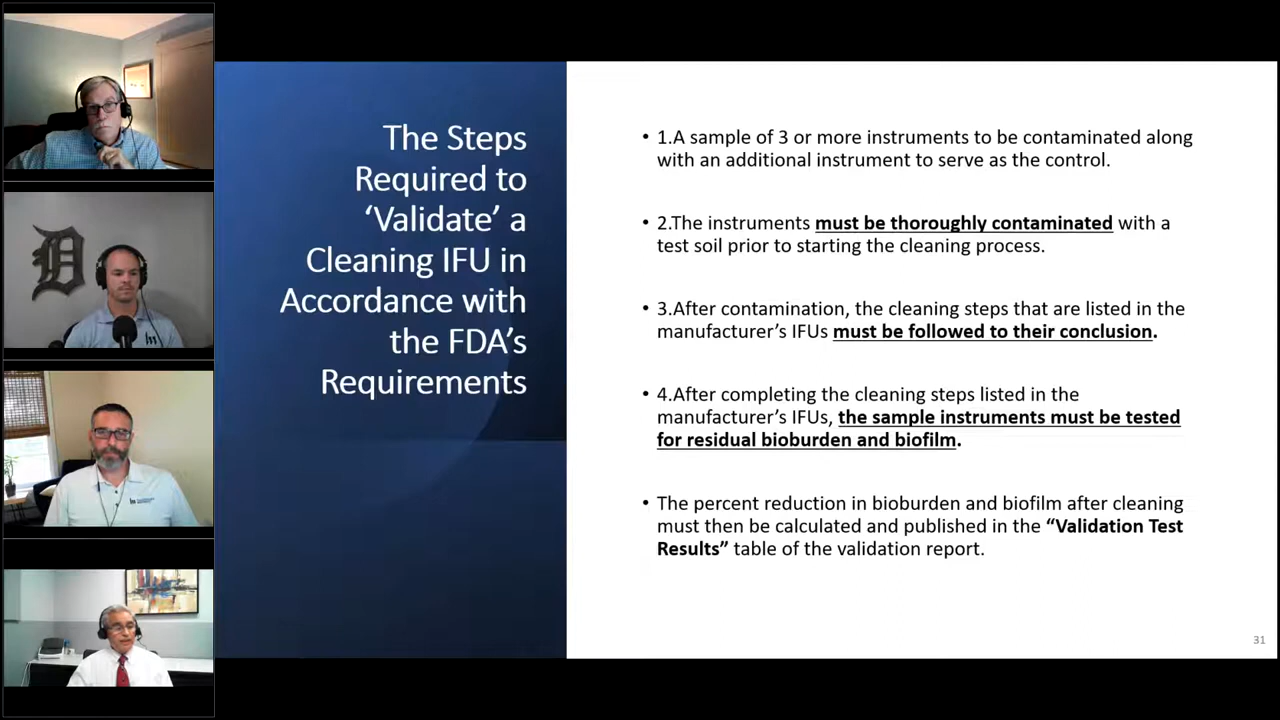 The Steps
Required to
‘Validate’ a
Cleaning IFU in
Accordance with
the FDA’s
Requirements
• 1.A sample of 3 or more instruments to be contaminated along
with an additional instrument to serve as the control.
• 2.The instruments must be thoroughly contaminated with a
test soil prior to starting the cleaning process.
• 3.After contamination, the cleaning steps that are listed in the
manufacturer’s IFUs must be followed to their conclusion.
• 4.After completing the cleaning steps listed in the
manufacturer’s IFUs, the sample instruments must be tested
for residual bioburden and biofilm.
• The percent reduction in bioburden and biofilm after cleaning
must then be calculated and published in the “Validation Test
Results” table of the validation report.
31